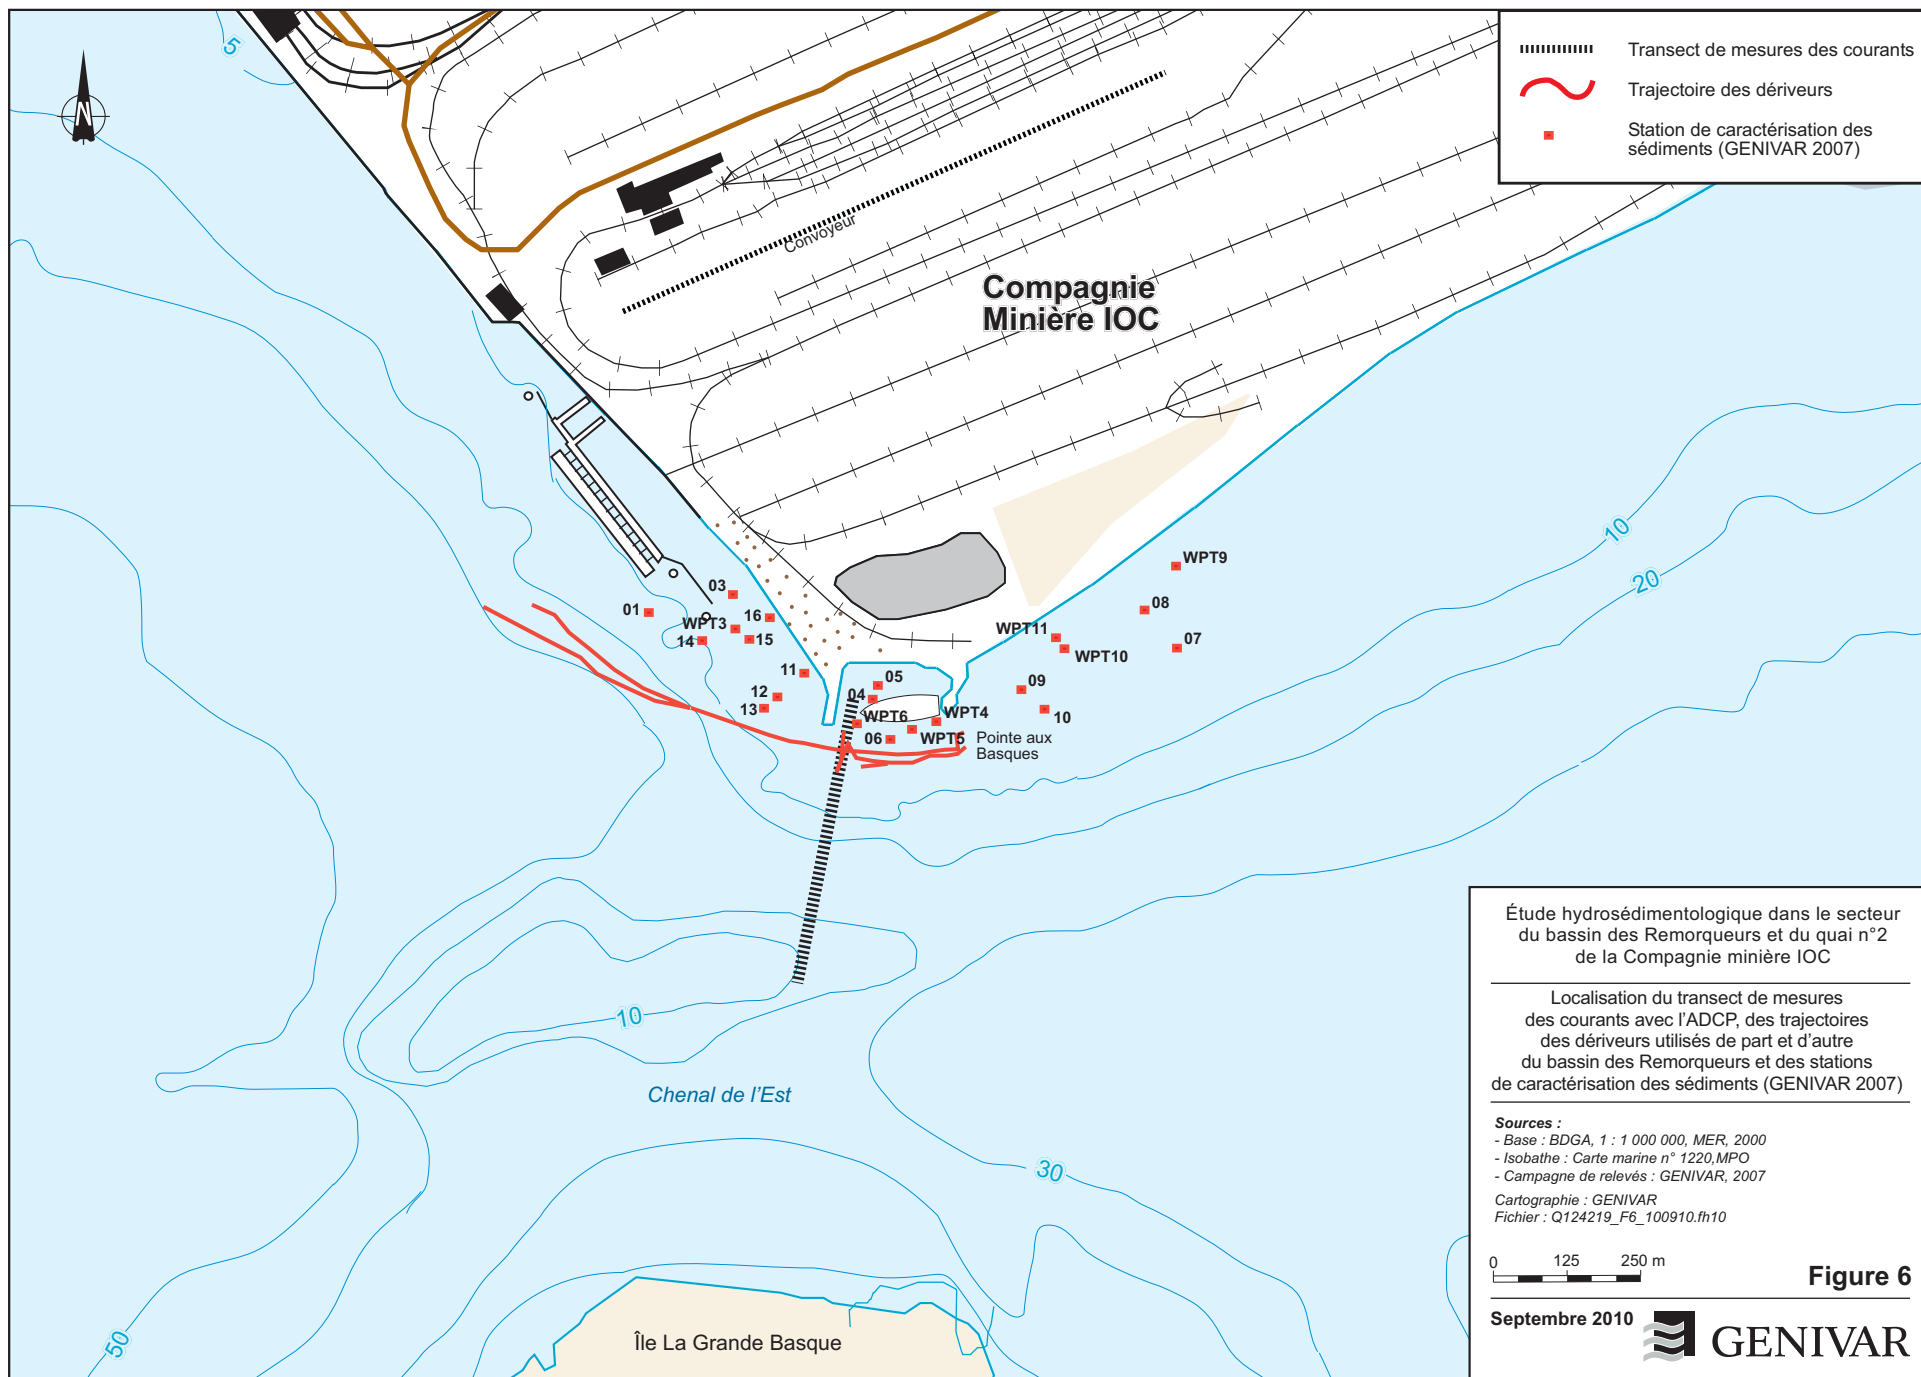 5
N
Transect de mesures des courants
Trajectoire des dériveurs
Station de caractérisation des
sédiments (GENIVAR 2007)
Convoyeur
Compagnie
Minière IOC
10
20
WPT9
03
08
01
16
WPT3
14
15
WPT11
WPT10
07
11
05
09
12
04
13
10
WPT6
WPT4
06
WPT5
Pointe aux
Basques
10
Chenal de l'Est
30
50
Île La Grande Basque
Étude hydrosédimentologique dans le secteur
du bassin des Remorqueurs et du quai n°2
de la Compagnie minière IOC
Localisation du transect de mesures
des courants avec l'ADCP, des trajectoires
des dériveurs utilisés de part et d'autre
du bassin des Remorqueurs et des stations
de caractérisation des sédiments (GENIVAR 2007)
Sources :
- Base : BDGA, 1 : 1 000 000, MER, 2000
- Isobathe : Carte marine n° 1220,MPO
- Campagne de relevés : GENIVAR, 2007
Cartographie : GENIVAR
Fichier : Q124219_F6_100910.fh10
0 125 250 m
Figure 6
Septembre 2010
GENIVAR